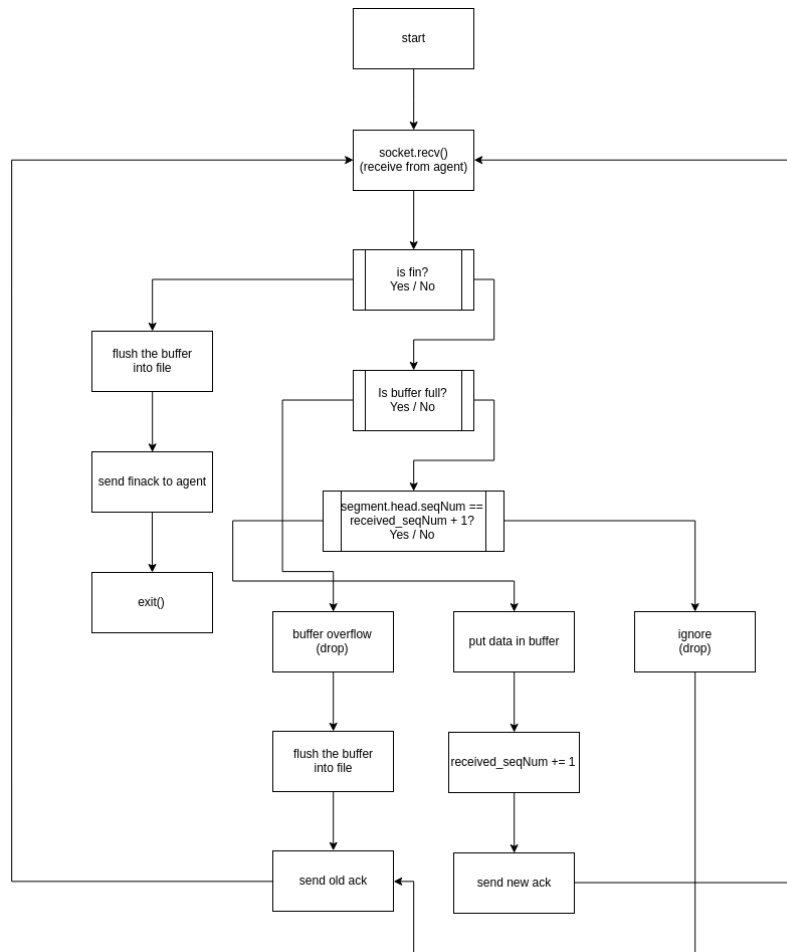 start
socket.recv()
(receive from agent)
is fin?
Yes / No
flush the buffer
into file
Is buffer full?
Yes / No
send finack to agent
segment.head.seqNum ==
received_seqNum + 1?
Yes / No
exit()
buffer overflow
(drop)
put data in buffer
ignore
(drop)
flush the buffer
into file
received_seqNum += 1
send old ack
send new ack